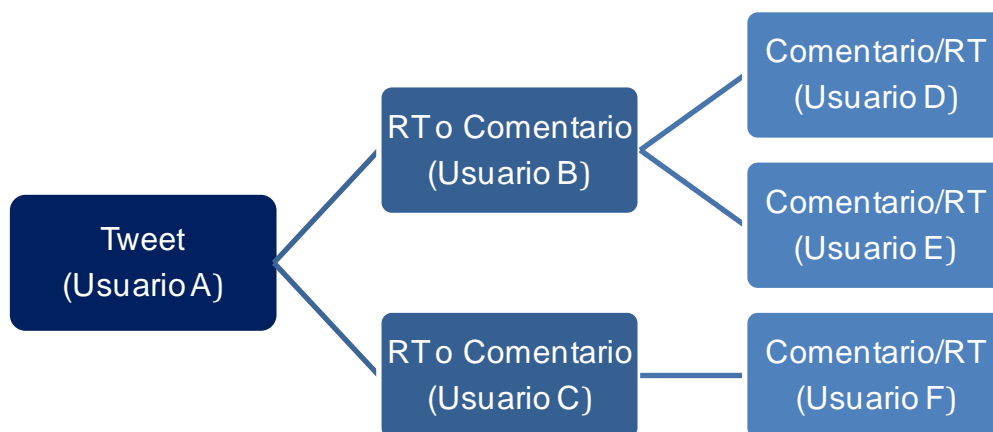 Tweet
(Usuario A)
RT o Comentario
(Usuario B)
RT o Comentario
(Usuario C)
Comentario/RT
(Usuario D)
Comentario/RT
(Usuario E)
Comentario/RT
(Usuario F)